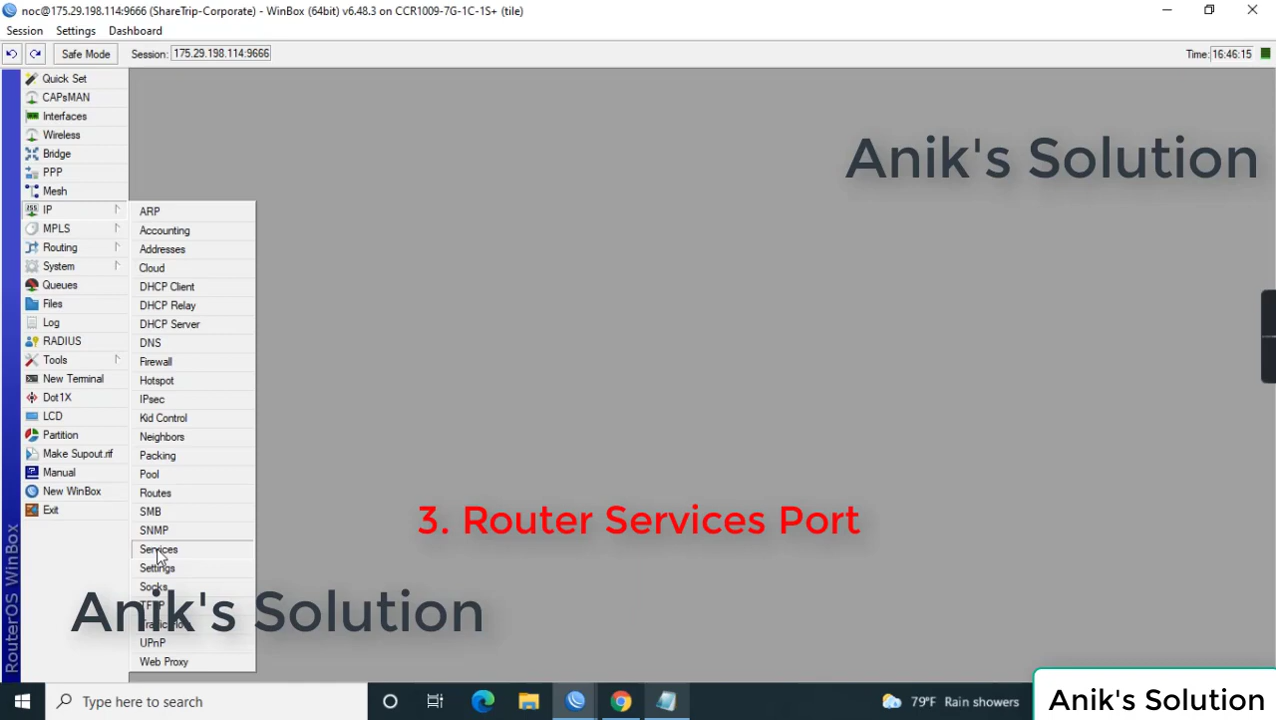 noc@175.29.198.114:9666 (ShareTrip-Corporate) - WinBox (64bit) v6.48.3 on CCR1009-7G-1C-1S+ (tile)
Session Settings Dashboard
Safe Mode Session: 175.29.198.114:9666 Time: 16:46:15
Quick Set
CAPsMAN
Interfaces
Wireless
Bridge
PPP
Mesh
IP
MPLS
Routing
System
Queues
Files
Log
RADIUS
Tools
New Terminal
Dot1X
LCD
Partition
Make Supout.rif
Manual
New WinBox
Exit
RouterOS WinBox
ARP
Accounting
Addresses
Cloud
DHCP Client
DHCP Relay
DHCP Server
DNS
Firewall
Hotspot
IPsec
Kid Control
Neighbors
Packing
Pool
Routes
SMB
SNMP
Services
Settings
Socks
UPnP
Web Proxy
Anik's Solution
3. Router Services Port
Anik's Solution
Type here to search
79°F Rain showers
Anik's Solution